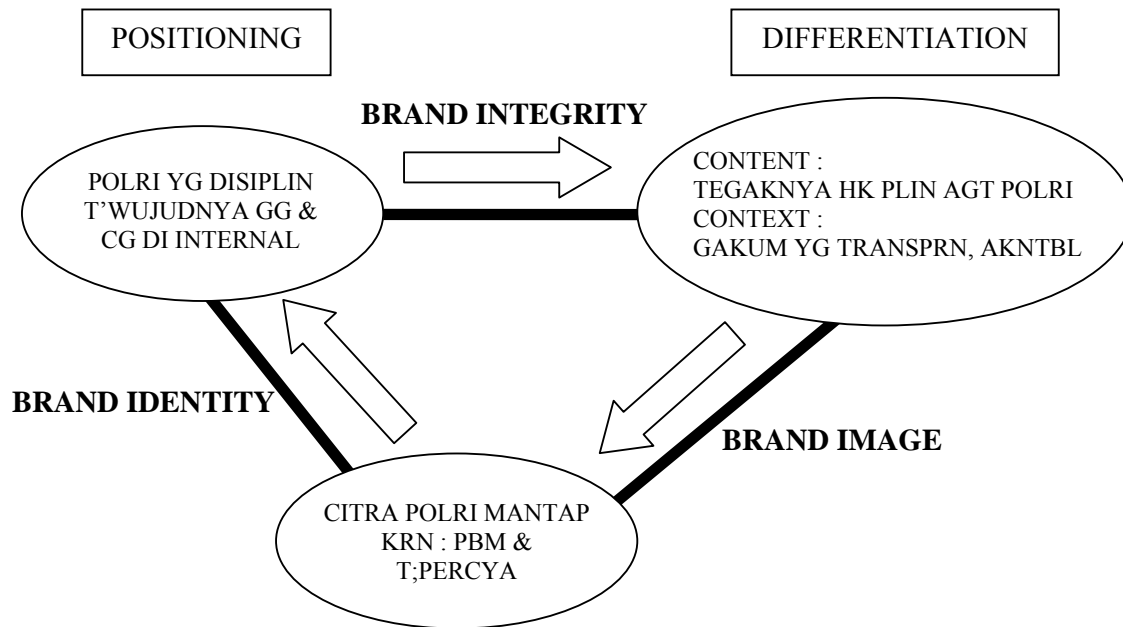 POSITIONING
DIFFERENTIATION
BRAND INTEGRITY
POLRI YG DISIPLIN
T’WUJUDNYA GG &
CG DI INTERNAL
CONTENT :
TEGAKNYA HK PLIN AGT POLRI
CONTEXT :
GAKUM YG TRANSPRN, AKNTBL
BRAND IDENTITY
BRAND IMAGE
CITRA POLRI MANTAP
KRN : PBM &
T;PERCYA